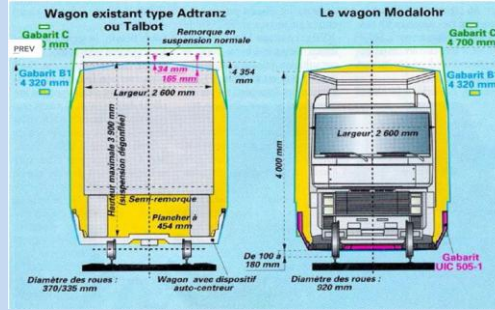 Wagon existant type Adtranz
ou Talbot
Le wagon Modalohr
Remorque en
suspension normale
Gabarit C
0 mm
PREV
Gabarit B1
4 320 mm
34 mm
165 mm
4 354
mm
Largeur 2 600 mm
Hauteur maximale 3 900 mm
(suspension dégonflée)
Semi-remorque
Plancher à
454 mm
Diamètre des roues :
370/335 mm
Wagon avec dispositif
auto-centreur
Gabarit C
4 700 mm
Gabarit B
4 320 mm
Largeur 2 600 mm
4 000 mm
De 100 à
180 mm
Diamètre des roues :
920 mm
Gabarit
UIC 505-1